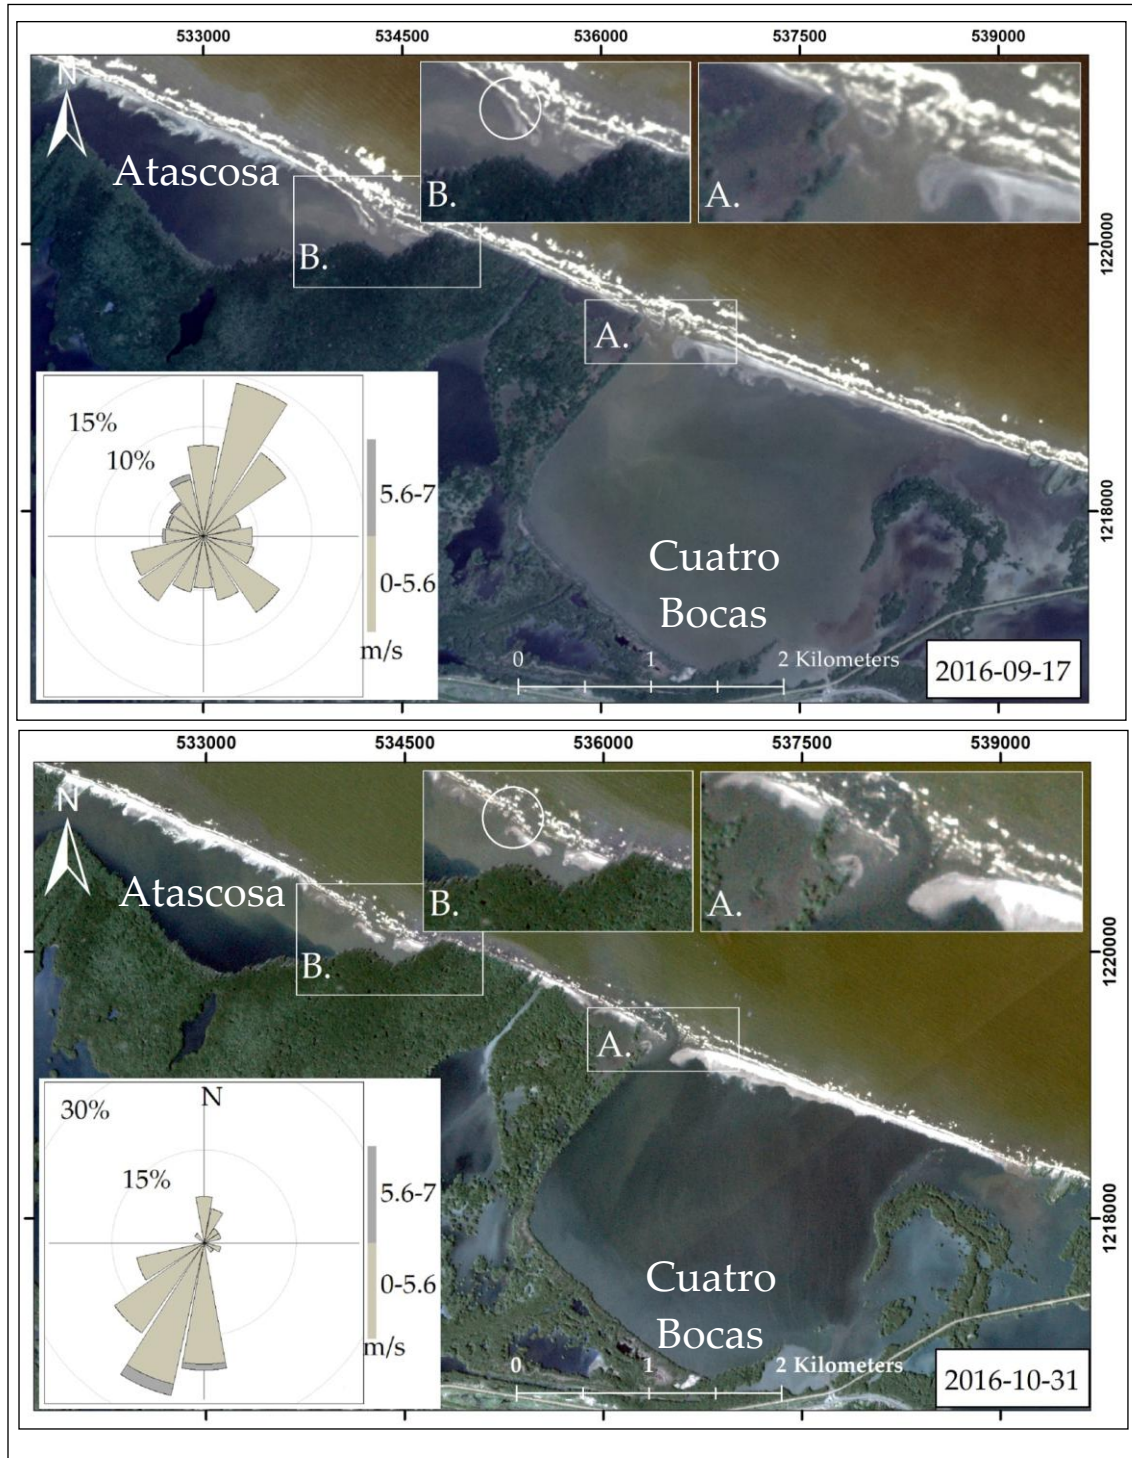 533000 534500 536000 537500 539000
N
Atascosa
B.
A.
B.
A.
1220000
1218000
15%
10%
5.6-7
0-5.6
m/s
Cuatro
Bocas
0 1 2 Kilometers
2016-09-17
533000 534500 536000 537500 539000
N
Atascosa
B.
A.
B.
A.
1220000
1218000
N
30%
15%
5.6-7
0-5.6
m/s
Cuatro
Bocas
0 1 2 Kilometers
2016-10-31